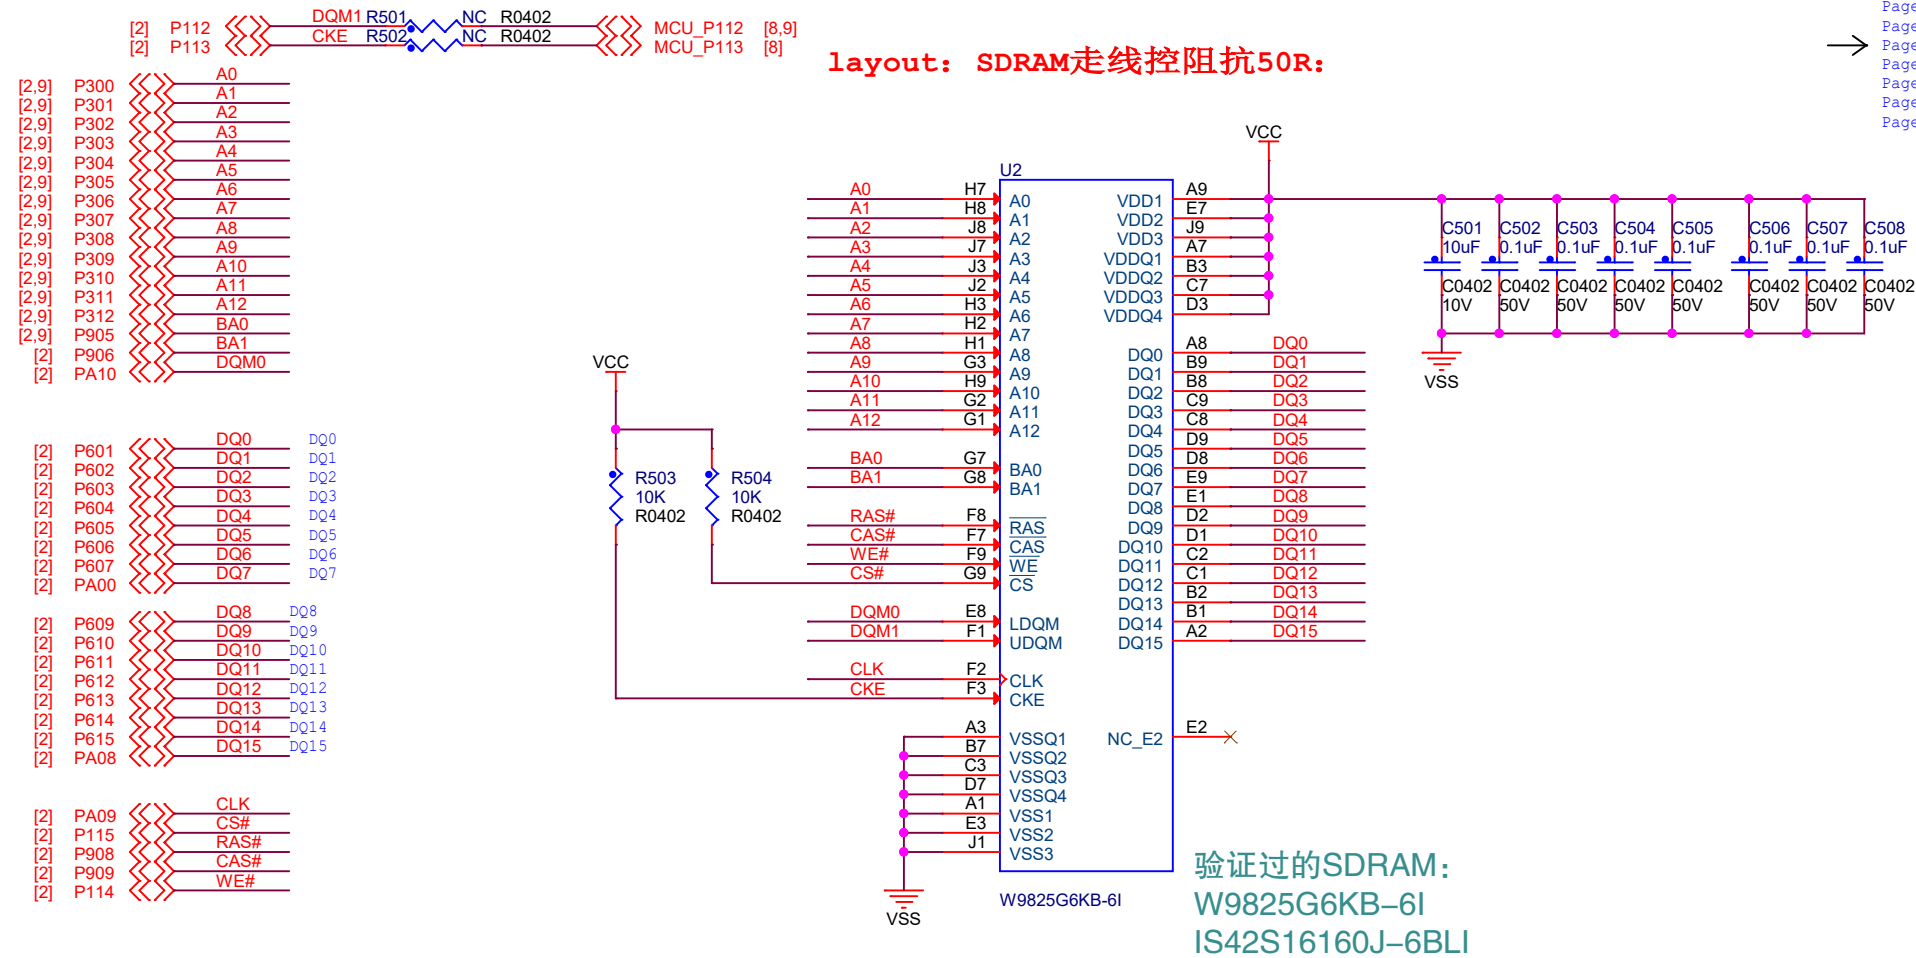 [2] P112 DQM1 R501 NC R0402 MCU_P112 [8,9]
[2] P113 CKE R502 NC R0402 MCU_P113 [8]
layout：SDRAM走线控阻抗50R：
Page
Page
Page
Page
Page
Page
Page
[2,9] P300 A0
[2,9] P301 A1
[2,9] P302 A2
[2,9] P303 A3
[2,9] P304 A4
[2,9] P305 A5
[2,9] P306 A6
[2,9] P307 A7
[2,9] P308 A8
[2,9] P309 A9
[2,9] P310 A10
[2,9] P311 A11
[2,9] P312 A12
[2,9] P905 BA0
[2] P906 BA1
[2] PA10 DQM0
[2] P601 DQ0 DQ0
[2] P602 DQ1 DQ1
[2] P603 DQ2 DQ2
[2] P604 DQ3 DQ3
[2] P605 DQ4 DQ4
[2] P606 DQ5 DQ5
[2] P607 DQ6 DQ6
[2] PA00 DQ7 DQ7
[2] P609 DQ8 DQ8
[2] P610 DQ9 DQ9
[2] P611 DQ10 DQ10
[2] P612 DQ11 DQ11
[2] P613 DQ12 DQ12
[2] P614 DQ13 DQ13
[2] P615 DQ14 DQ14
[2] PA08 DQ15 DQ15
[2] PA09 CLK
[2] P115 CS#
[2] P908 RAS#
[2] P909 CAS#
[2] P114 WE#
VCC
R503 R504
10K 10K
R0402 R0402
VCC
U2
A0 H7 A0 VDD1 A9
A1 H8 A1 VDD2 E7
A2 J8 A2 VDD3 J9
A3 J7 A3 VDDQ1 A7
A4 J3 A4 VDDQ2 B3
A5 J2 A5 VDDQ3 C7
A6 H3 A6 VDDQ4 D3
A7 H2 A7
A8 H1 A8 DQ0 A8 DQ0
A9 G3 A9 DQ1 B9 DQ1
A10 H9 A10 DQ2 B8 DQ2
A11 G2 A11 DQ3 C9 DQ3
A12 G1 A12 DQ4 C8 DQ4
DQ5 D9 DQ5
BA0 G7 BA0 DQ6 D8 DQ6
BA1 G8 BA1 DQ7 E9 DQ7
DQ8 E1 DQ8
RAS# F8 RAS DQ9 D2 DQ9
CAS# F7 CAS DQ10 D1 DQ10
WE# F9 WE DQ11 C2 DQ11
CS# G9 CS DQ12 C1 DQ12
DQ13 B2 DQ13
DQM0 E8 LDQM DQ14 B1 DQ14
DQM1 F1 UDQM DQ15 A2 DQ15
CLK F2 CLK
CKE F3 CKE
A3 VSSQ1 NC_E2 E2
B7 VSSQ2
C3 VSSQ3
D7 VSSQ4
A1 VSS1
E3 VSS2
J1 VSS3
VSS
W9825G6KB-6I
C501 C502 C503 C504 C505 C506 C507 C508
10uF 0.1uF 0.1uF 0.1uF 0.1uF 0.1uF 0.1uF 0.1uF
C0402 C0402 C0402 C0402 C0402 C0402 C0402 C0402
10V 50V 50V 50V 50V 50V 50V 50V
VSS
验证过的SDRAM：
W9825G6KB-6I
IS42S16160J-6BLI